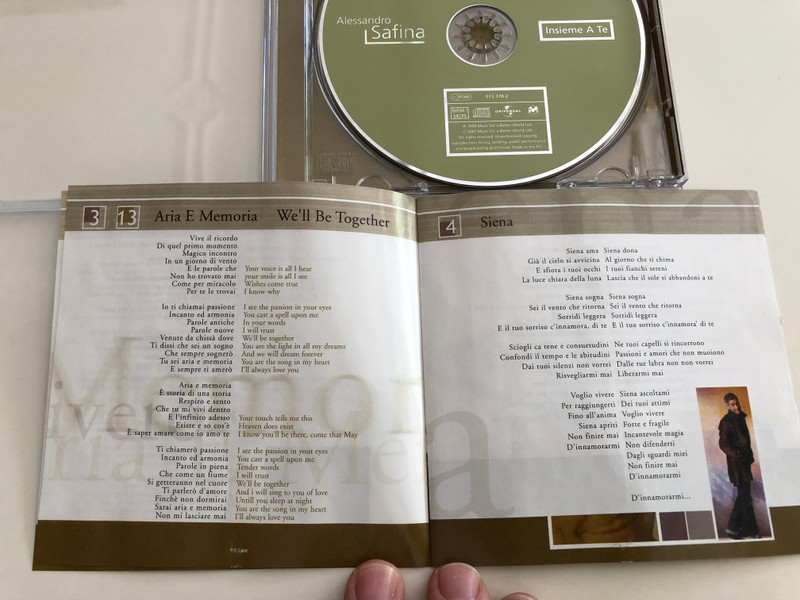 Alessandro
Safina
Insieme A Te
013 378-2
UNIVERSAL
3 13 Aria E Memoria We'll Be Together
Vive il ricordo
Di quel primo momento
Magico incontro
In un giorno di vento
E le parole che Your voice is all I hear
Non ho trovato mai your smile is all I see
Come per miracolo Wishes come true
Per te le trovai I know why
Io ti chiamai passione I see the passion in your eyes
Incanto ed armonia You cast a spell upon me
Parole antiche In your words
Parole nuove I will trust
Venute da chissà dove We'll be together
Ti dissi che sei un sogno You are the light in all my dreams
Che sempre sognerò And we will dream forever
Tu sei aria e memoria You are the song in my heart
E sempre ti amerò I'll always love you
Aria e memoria
E storia di una storia
Respiro e sento
Che tu mi vivi dentro
E l'infinito adesso Your touch tells me this
Esiste e so cos'è Heaven does exist
E saper amare come io amo te I know you'll be there, come that May
Ti chiamerò passione I see the passion in your eyes
Incanto ed armonia You cast a spell upon me
Parole in piena Tender words
Che come un fiume I will trust
Si getteranno nel cuore We'll be together
Ti parlerò d'amore And i will sing to you of love
Finchè non dormirai Untill you sleep at night
Sarai aria e memoria You are the song in my heart
Non mi lasciare mai I'll always love you
4 Siena
Siena ama Siena dona
Già il cielo si avvicina Al giorno che ti chima
E sfiora i tuoi occhi I tuoi fianchi sereni
La luce chiara della luna Lascia che il sole si abbandoni a te
Siena sogna Siena sogna
Sei il vento che ritorna Sei il vento che ritorna
Sorridi leggera Sorridi leggera
E il tuo sorriso c'innamora, di te E il tuo sorriso c'innamora' di te
Sciogli ca tene e consuetudini Ne tuoi capelli si rincorrono
Confondi il tempo e le abitudini Passioni e amori che non muoiono
Dai tuoi silenzi non vorrei Dalle tue labra non non vorrei
Risvegliarmi mai Liberarmi mai
Voglio vivere Siena ascoltami
Per raggiungerti Dei tuoi attimi
Fino all'anima Voglio vivere
Siena apriti Forte e fragile
Non finire mai Incantevole magia
D'innamorarmi Non difenderti
Dagli sguardi miei
Non finire mai
D'innamorarmi
D'innamorarmi...